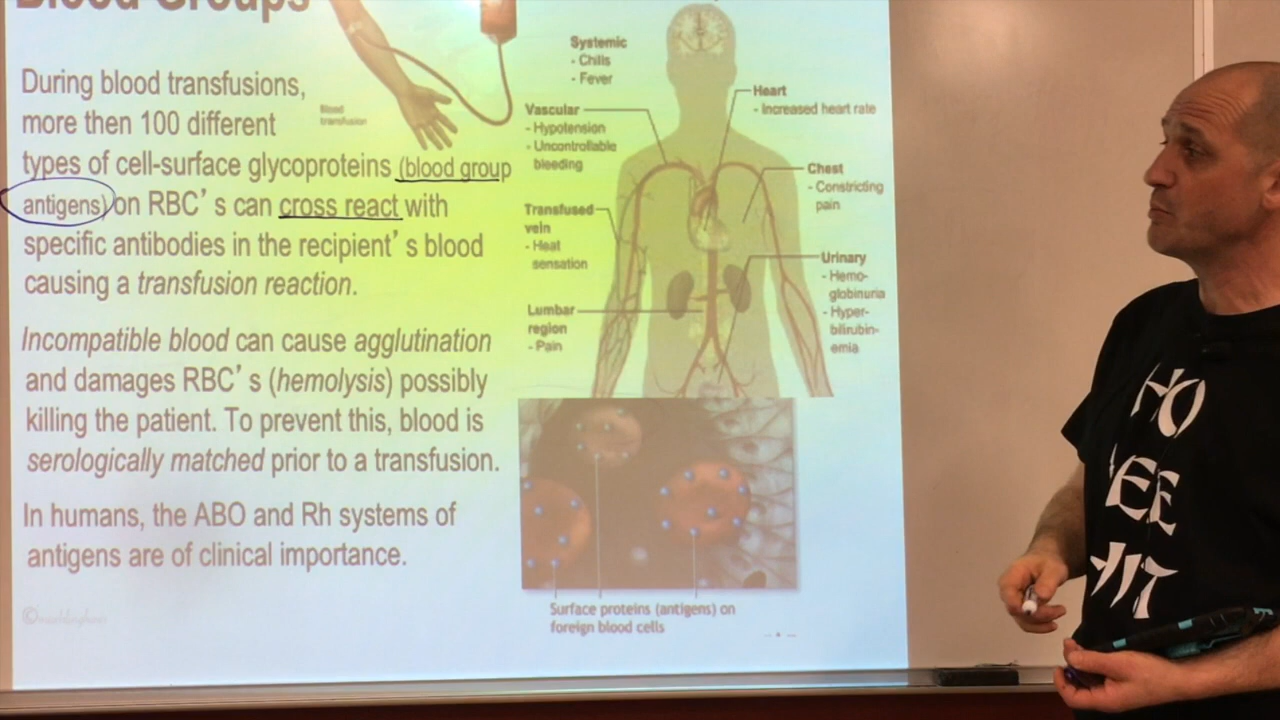 Blood Groups
During blood transfusions,
more then 100 different
types of cell-surface glycoproteins (blood group
antigens) on RBC's can cross react with
specific antibodies in the recipient's blood
causing a transfusion reaction.
Incompatible blood can cause agglutination
and damages RBC's (hemolysis) possibly
killing the patient. To prevent this, blood is
serologically matched prior to a transfusion.
In humans, the ABO and Rh systems of
antigens are of clinical importance.
Blood
transfusion
Systemic
- Chills
- Fever
Vascular
- Hypotension
- Uncontrollable
bleeding
Transfused
vein
- Heat
sensation
Lumbar
region
- Pain
Heart
- Increased heart rate
Chest
- Constricting
pain
Urinary
- Hemo-
globinuria
- Hyper-
bilirubin-
emia
Surface proteins (antigens) on
foreign blood cells
HO
YEE
HIT